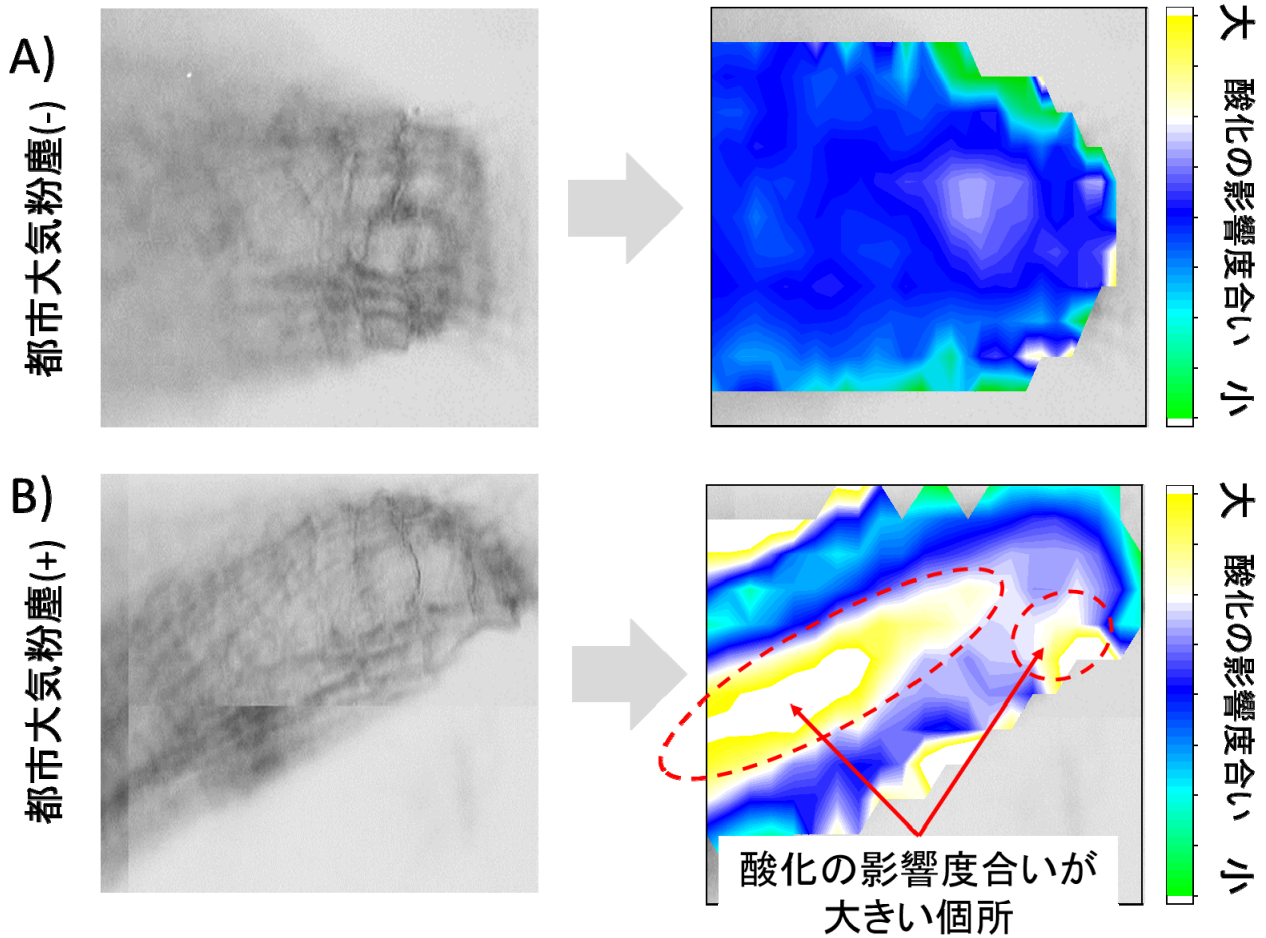 A)
都市大気粉塵(-)
大 酸化の影響度合い 小
B)
都市大気粉塵(+)
大 酸化の影響度合い 小
酸化の影響度合いが
大きい個所